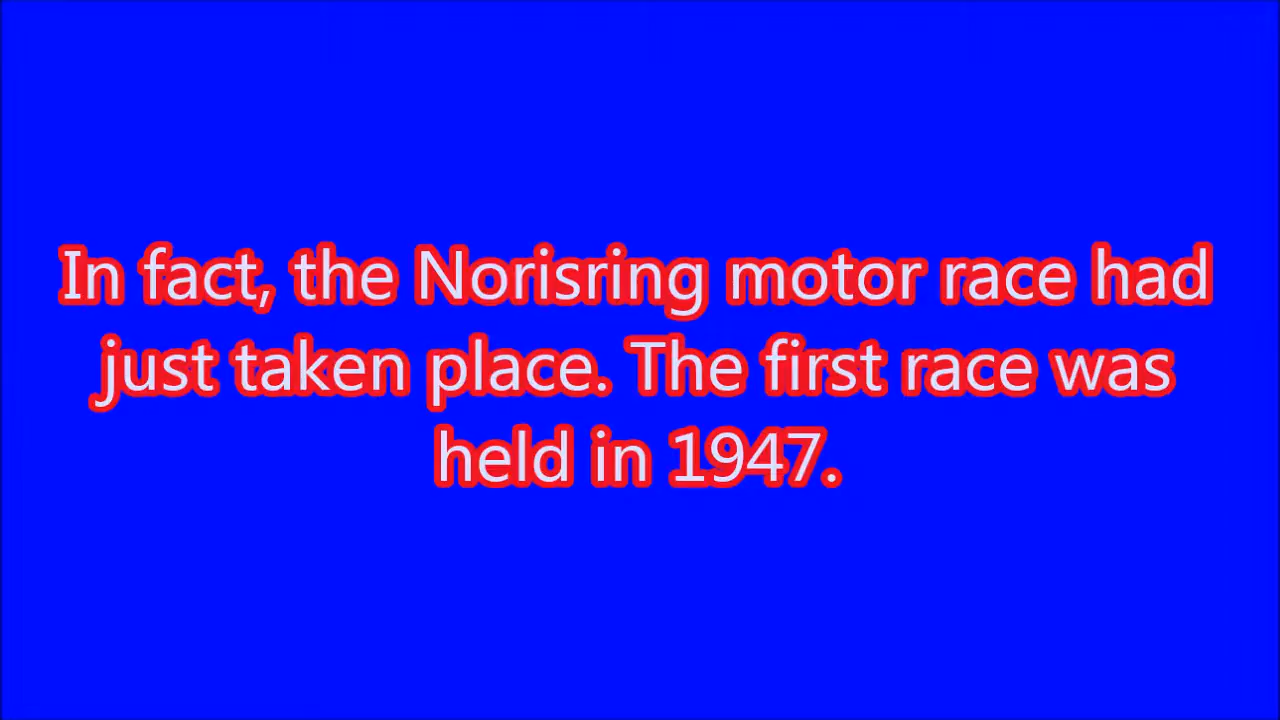 In fact, the Norisring motor race had
just taken place. The first race was
held in 1947.